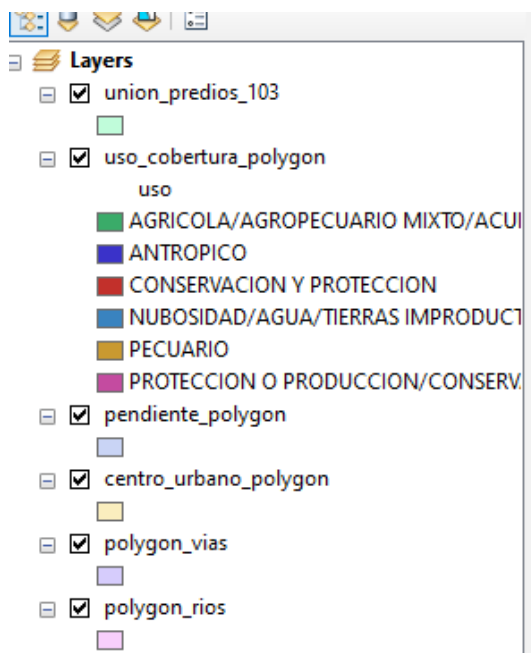 Layers
union_predios_103
uso_cobertura_polygon
uso
AGRICOLA/AGROPECUARIO MIXTO/ACUI
ANTROPICO
CONSERVACION Y PROTECCION
NUBOSIDAD/AGUA/TIERRAS IMPRODUCT
PECUARIO
PROTECCION O PRODUCCION/CONSERV
pendiente_polygon
centro_urbano_polygon
polygon_vias
polygon_rios